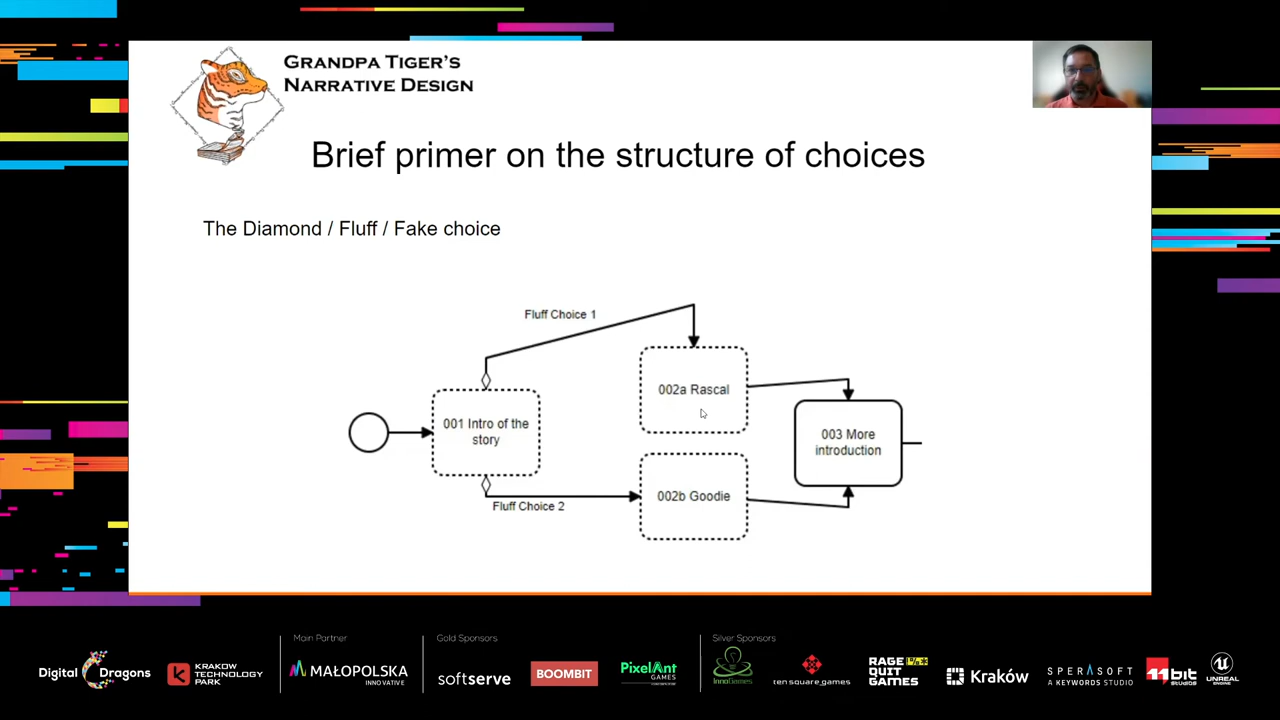 GRANDPA TIGER'S
NARRATIVE DESIGN
Brief primer on the structure of choices
The Diamond / Fluff / Fake choice
Fluff Choice 1
002a Rascal
001 Intro of the
story
003 More
introduction
002b Goodie
Fluff Choice 2
Main Partner
Gold Sponsors
Silver Sponsors
Digital Dragons
KRAKOW
TECHNOLOGY
PARK
MAŁOPOLSKA
INNOVATIVE
softserve
BOOMBIT
PixelAnt
GAMES
InnoGames
ten square games
RAGE
QUIT
GAMES
Kraków
SPERASOFT
A KEYWORDS STUDIO
11bit
STUDIOS
UNREAL
ENGINE